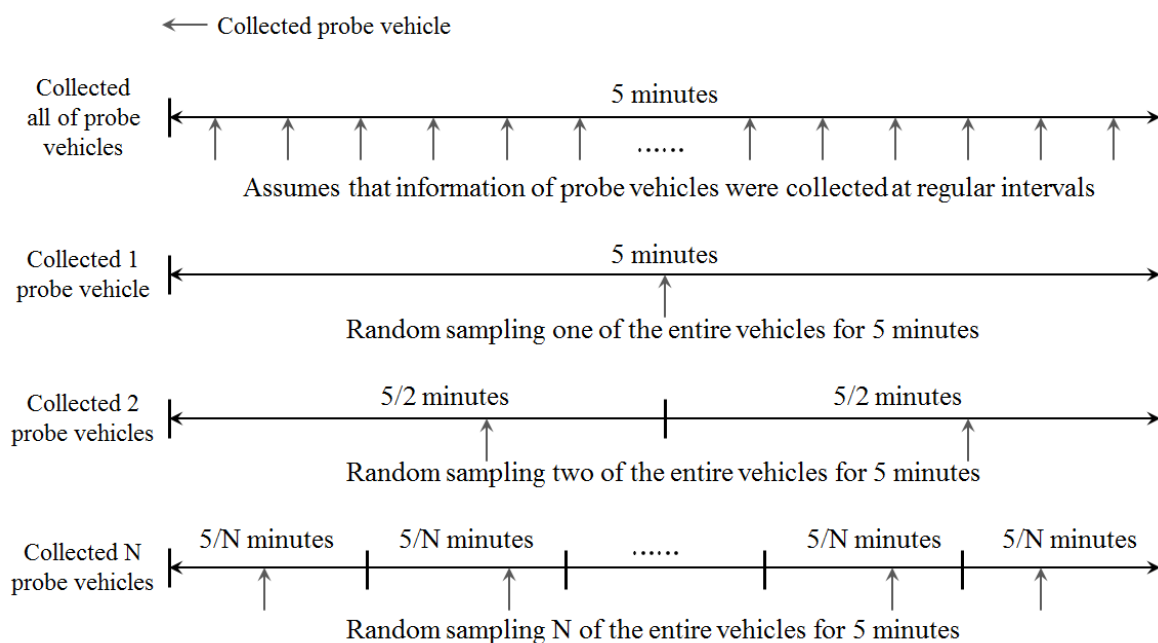 Collected probe vehicle
Collected
all of probe
vehicles
5 minutes
......
Assumes that information of probe vehicles were collected at regular intervals
Collected 1
probe vehicle
5 minutes
Random sampling one of the entire vehicles for 5 minutes
Collected 2
probe vehicles
5/2 minutes
5/2 minutes
Random sampling two of the entire vehicles for 5 minutes
Collected N
probe vehicles
5/N minutes
5/N minutes
......
5/N minutes
5/N minutes
Random sampling N of the entire vehicles for 5 minutes